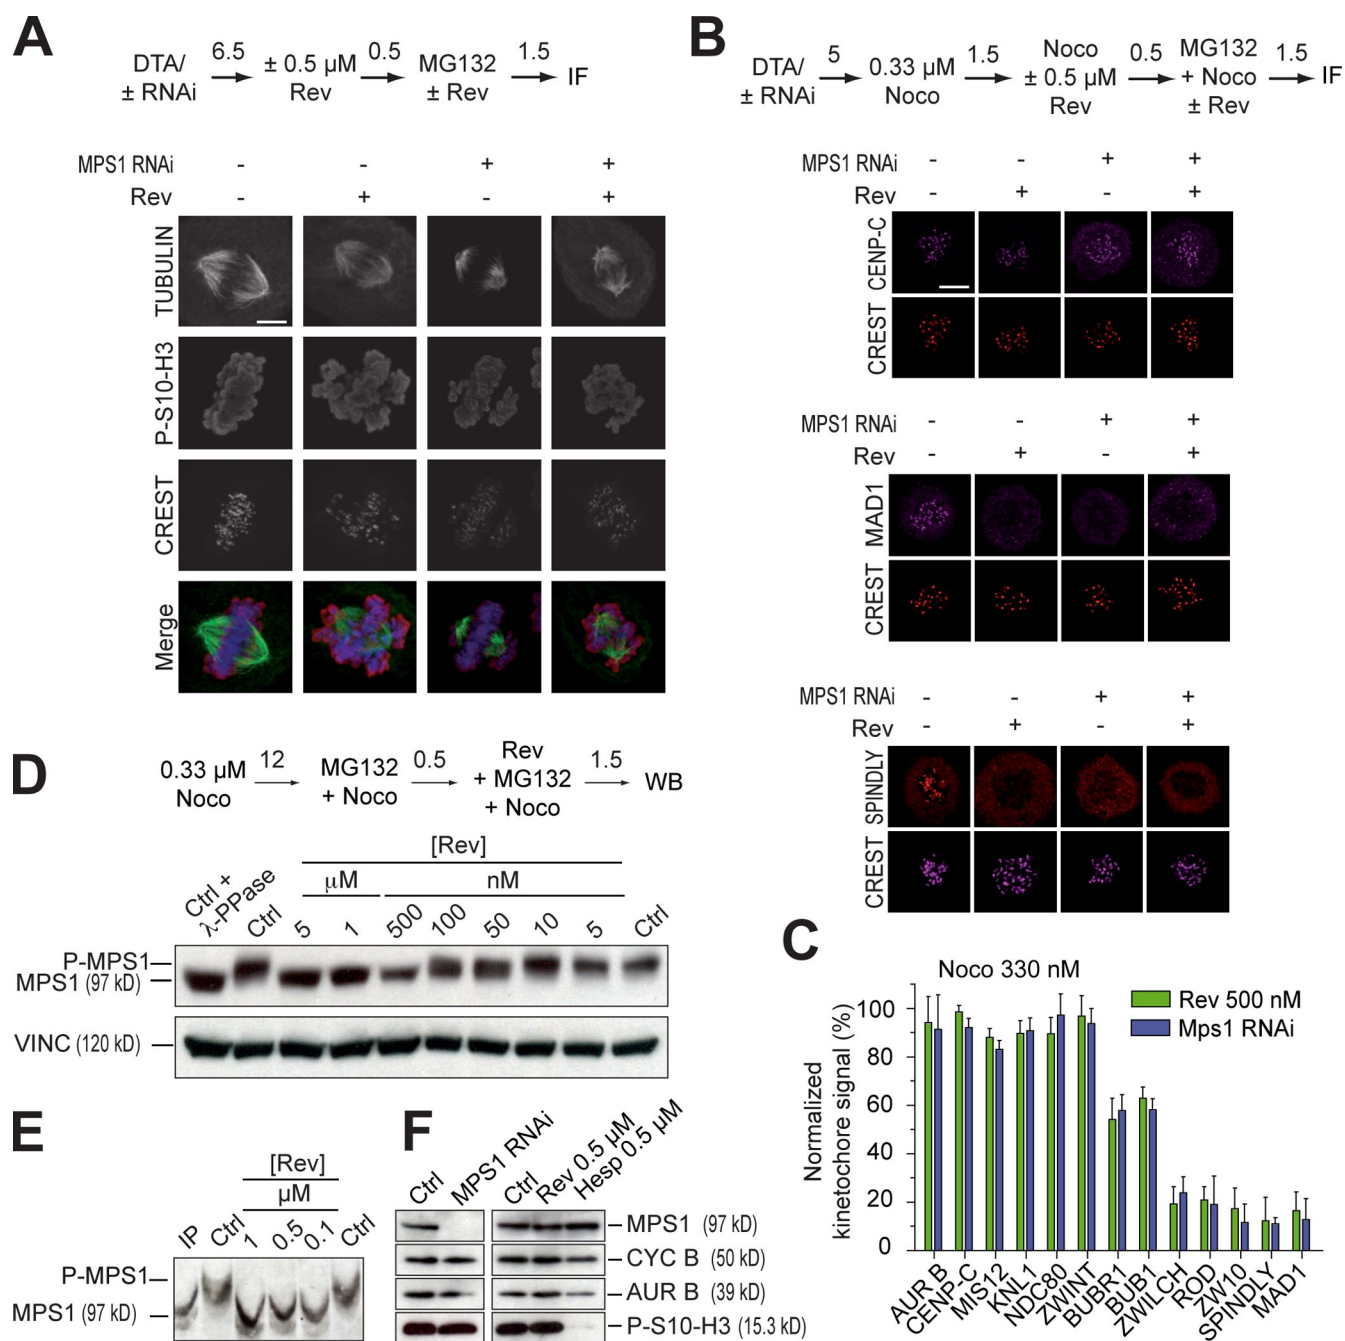 A
DTA/
± RNAi
6.5
± 0.5 µM
Rev
0.5
MG132
± Rev
1.5
IF
MPS1 RNAi - - + +
Rev - + - +
TUBULIN
P-S10-H3
CREST
Merge
B
DTA/
± RNAi
5
0.33 µM
Noco
1.5
Noco
± 0.5 µM
Rev
0.5
MG132
+ Noco
± Rev
1.5
IF
MPS1 RNAi - - + +
Rev - + - +
CENP-C
CREST
MPS1 RNAi - - + +
Rev - + - +
MAD1
CREST
MPS1 RNAi - - + +
Rev - + - +
SPINDLY
CREST
D
0.33 µM
Noco
12
MG132
+ Noco
0.5
Rev
+ MG132
+ Noco
1.5
WB
[Rev]
µM nM
Ctrl +
λ-PPase
Ctrl 5 1 500 100 50 10 5 Ctrl
P-MPS1
MPS1 (97 kD)
VINC (120 kD)
C
Noco 330 nM
Rev 500 nM
Mps1 RNAi
Normalized
kinetochore signal (%)
100
80
60
40
20
0
AUR B
CENP-C
MIS12
KNL1
NDC80
ZWINT
BUBR1
BUB1
ZWILCH
ROD
ZW10
SPINDLY
MAD1
E
[Rev]
µM
IP Ctrl 1 0.5 0.1 Ctrl
P-MPS1
MPS1 (97 kD)
F
Ctrl MPS1 RNAi Ctrl Rev 0.5 µM Hesp 0.5 µM
MPS1 (97 kD)
CYC B (50 kD)
AUR B (39 kD)
P-S10-H3 (15.3 kD)